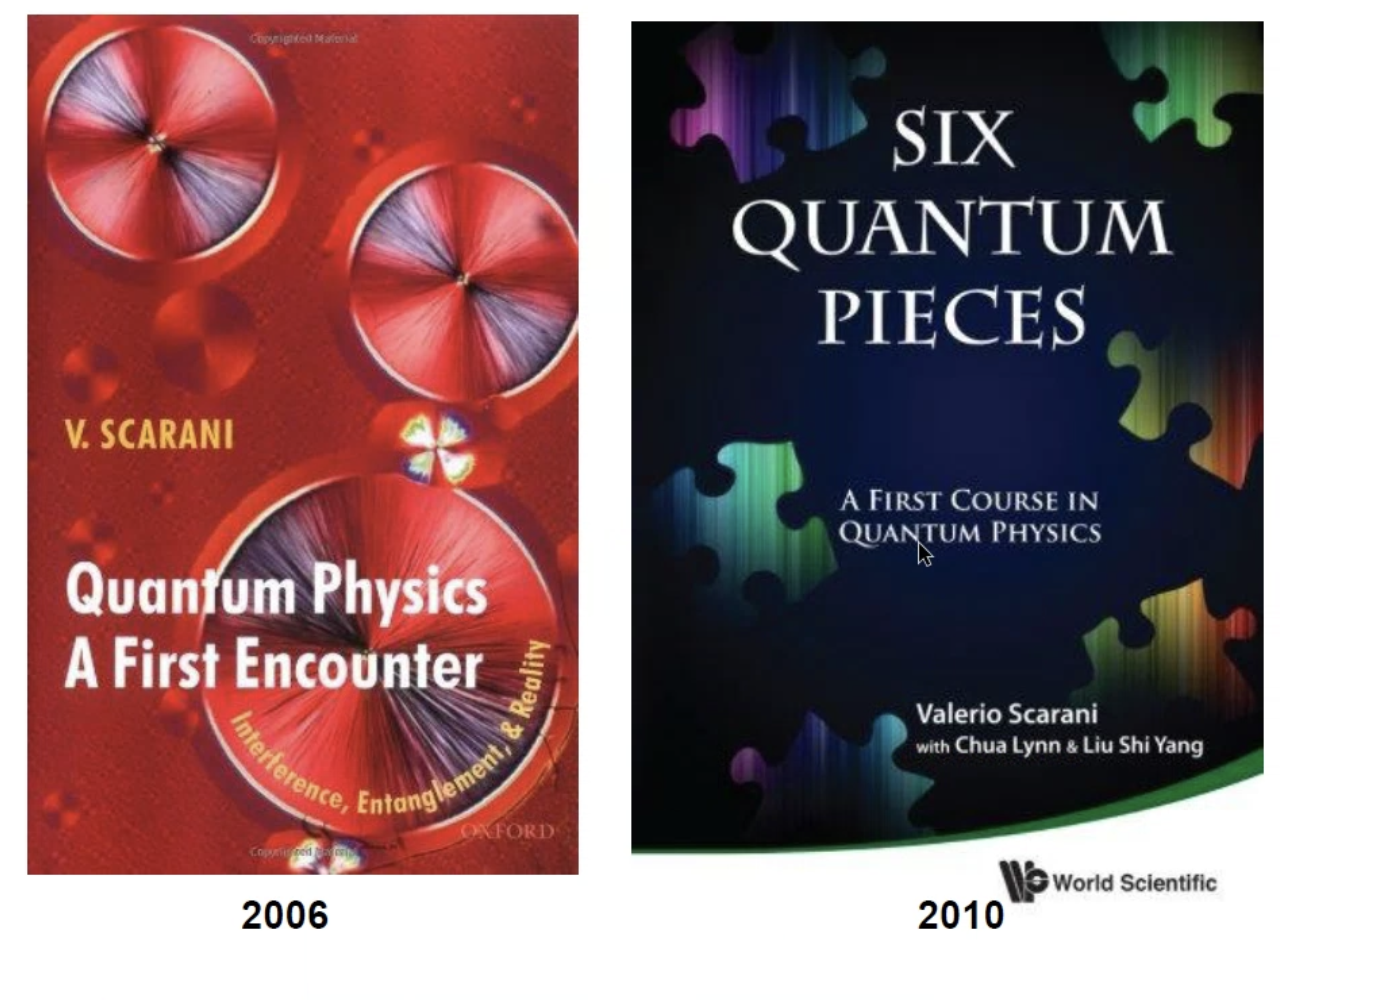 Copyrighted Material
V. SCARANI
Quantum Physics
A First Encounter
Interference, Entanglement, & Reality
OXFORD
Copyrighted Material
2006
SIX
QUANTUM
PIECES
A FIRST COURSE IN
QUANTUM PHYSICS
Valerio Scarani
with Chua Lynn & Liu Shi Yang
World Scientific
2010